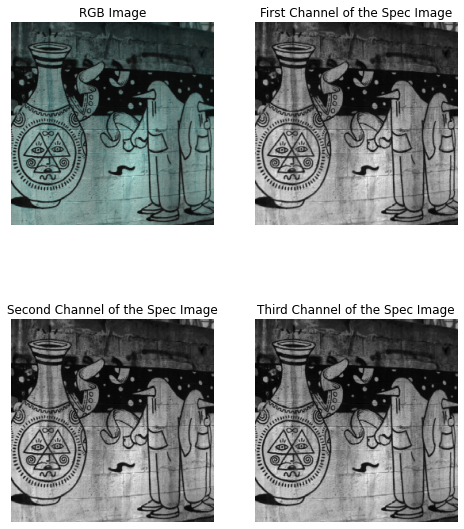 RGB Image
First Channel of the Spec Image
Second Channel of the Spec Image
Third Channel of the Spec Image